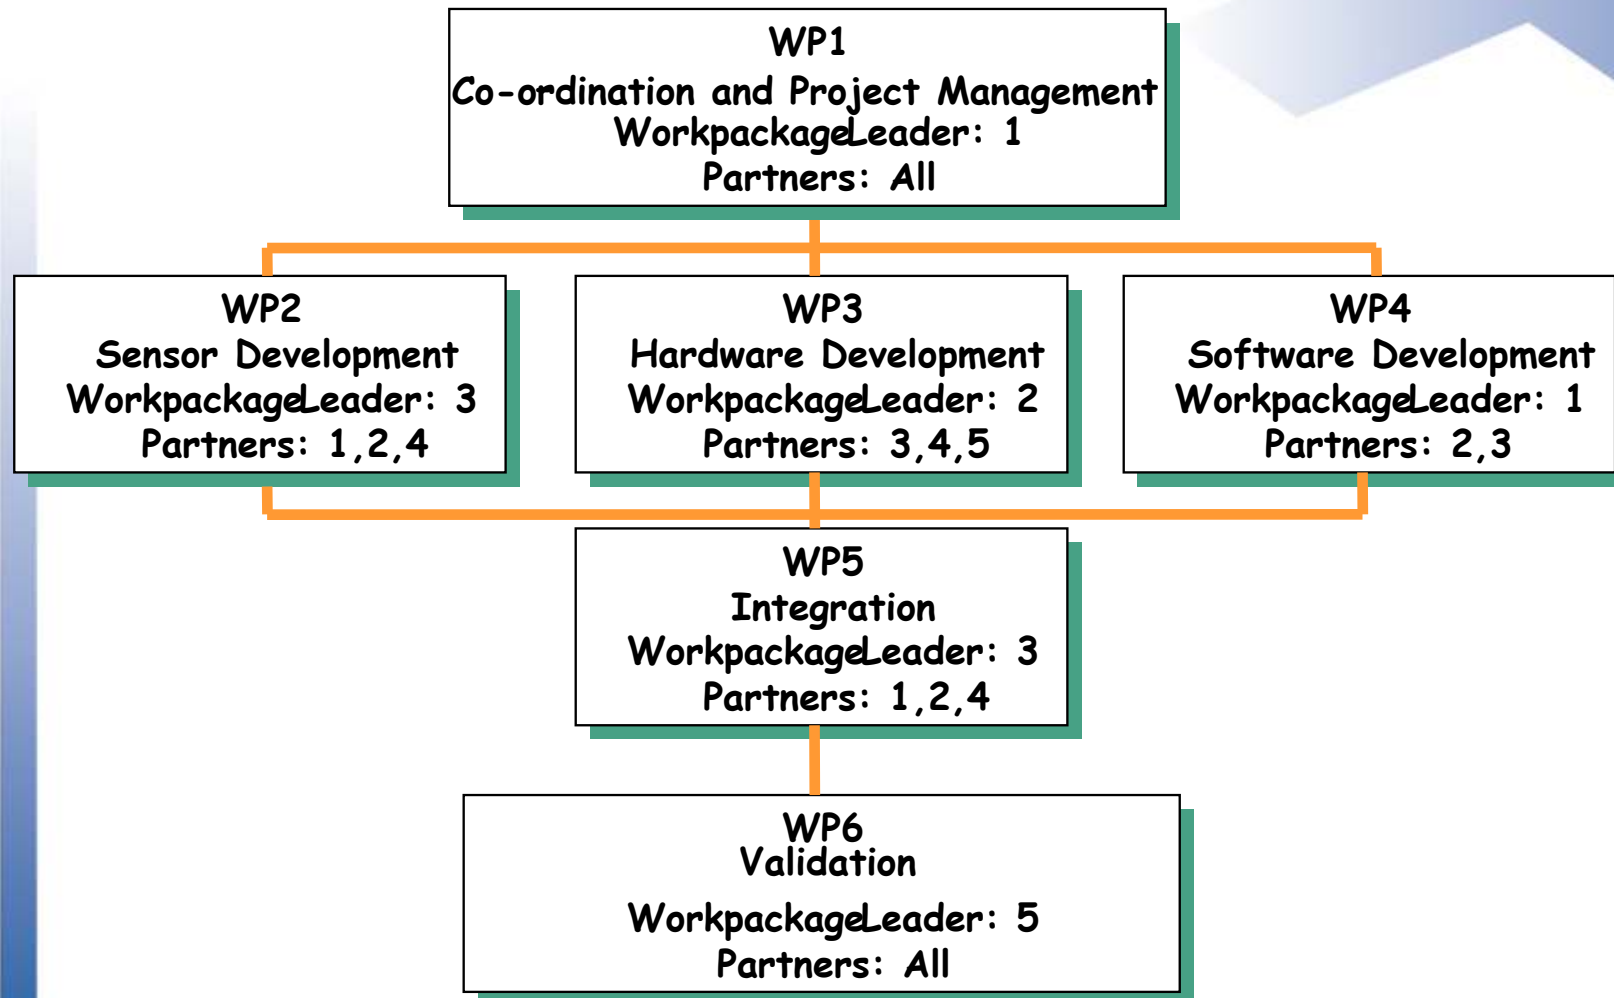 WP1
Co-ordination and Project Management
WorkpackageLeader: 1
Partners: All
WP2
Sensor Development
WorkpackageLeader: 3
Partners: 1,2,4
WP3
Hardware Development
WorkpackageLeader: 2
Partners: 3,4,5
WP4
Software Development
WorkpackageLeader: 1
Partners: 2,3
WP5
Integration
WorkpackageLeader: 3
Partners: 1,2,4
WP6
Validation
WorkpackageLeader: 5
Partners: All